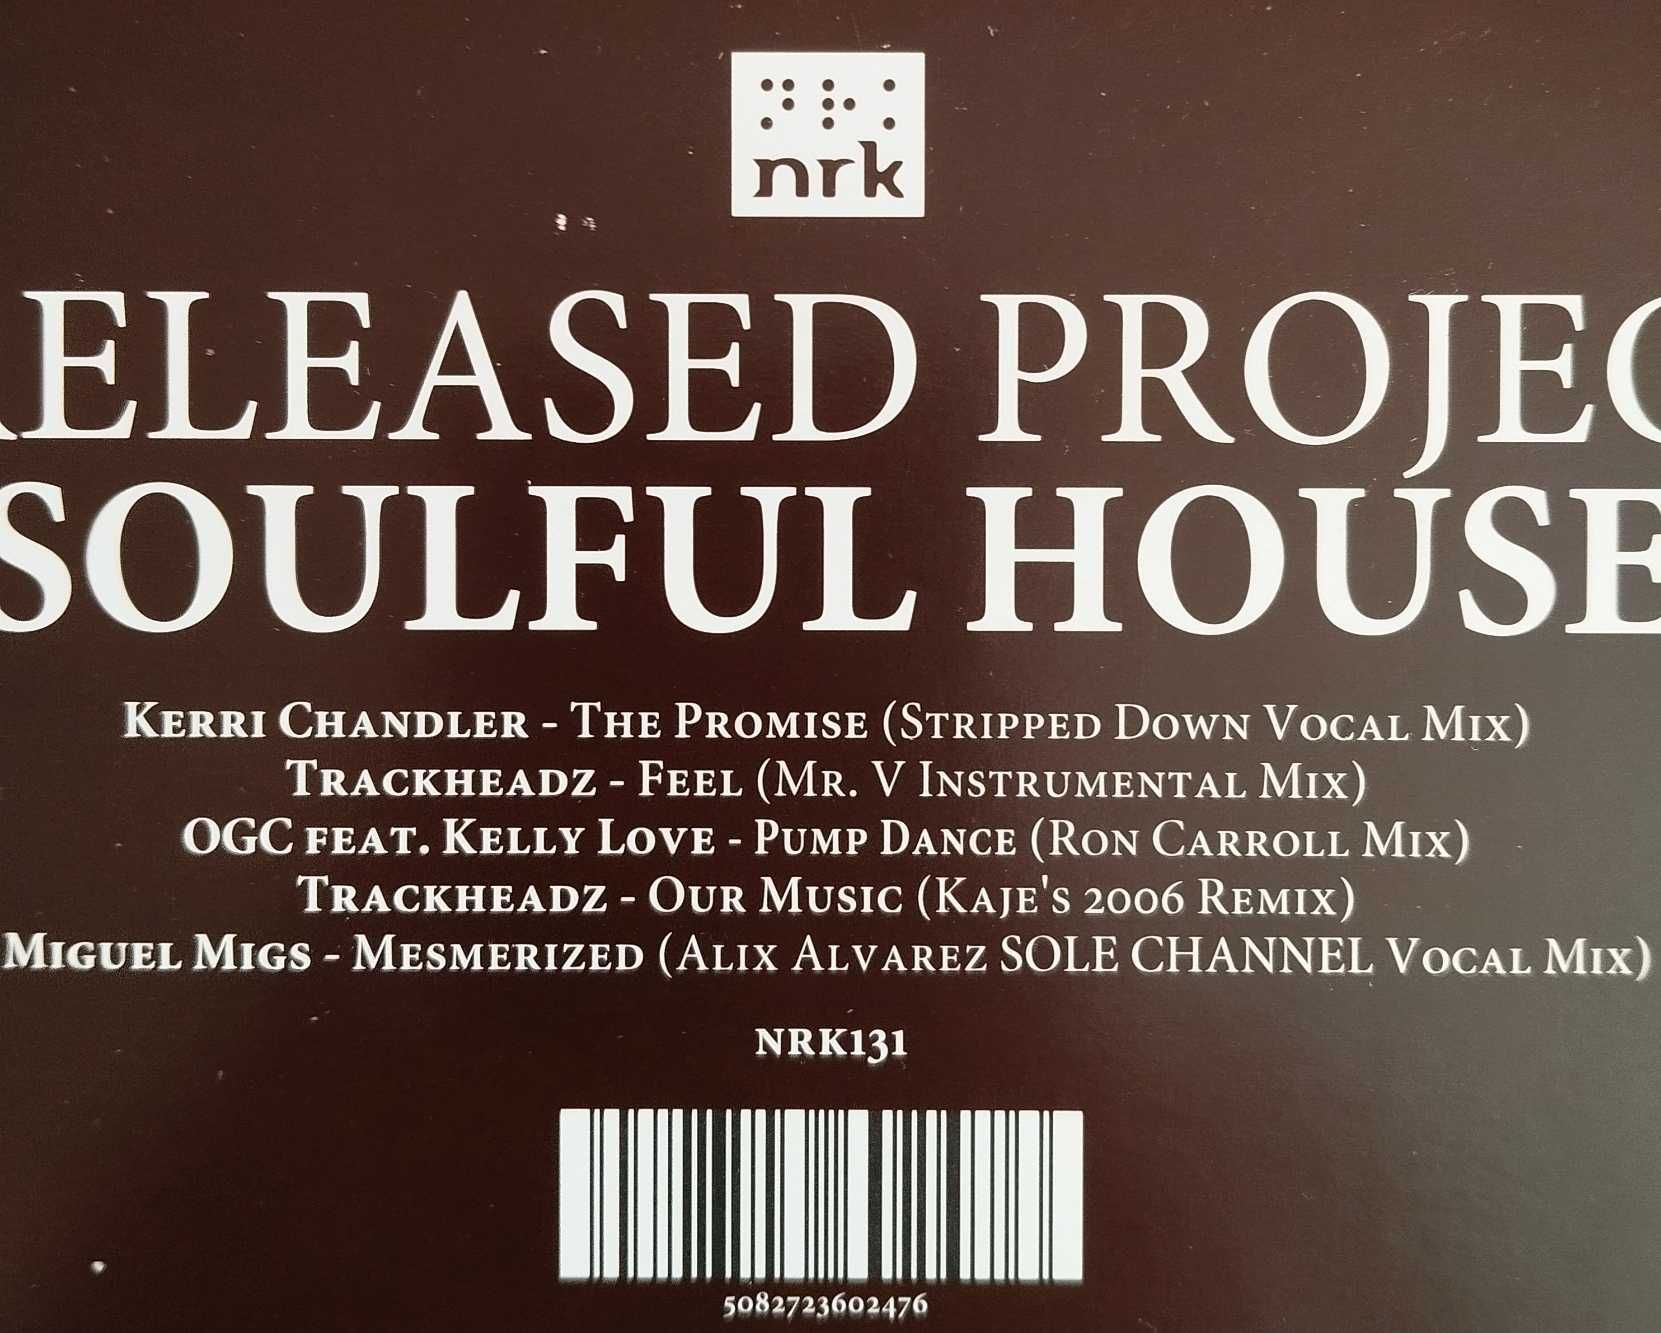 nrk
RELEASED PROJEC
SOULFUL HOUSE
KERRI CHANDLER - THE PROMISE (STRIPPED DOWN VOCAL MIX)
TRACKHEADZ - FEEL (MR. V INSTRUMENTAL MIX)
OGC FEAT. KELLY LOVE - PUMP DANCE (RON CARROLL MIX)
TRACKHEADZ - OUR MUSIC (KAJE'S 2006 REMIX)
MIGUEL MIGS - MESMERIZED (ALIX ALVAREZ SOLE CHANNEL VOCAL MIX)
NRK131
5082723602476